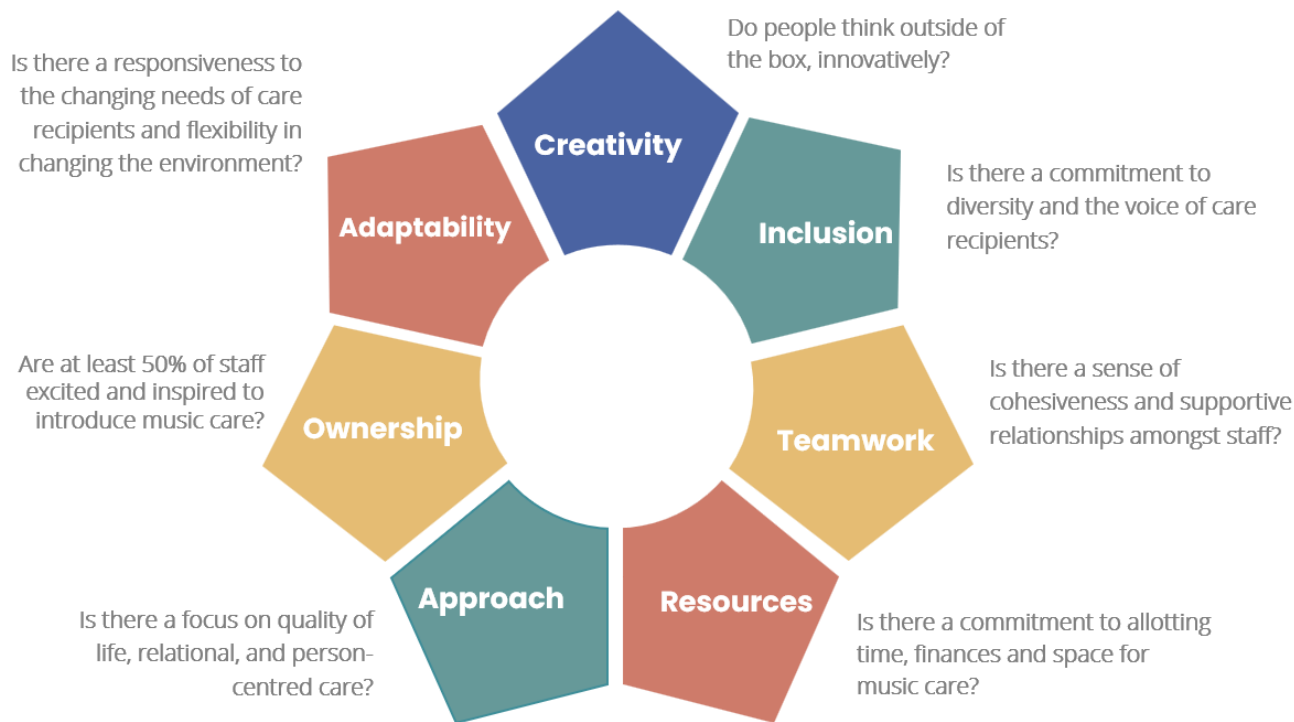 Creativity
Do people think outside of
the box, innovatively?
Inclusion
Is there a commitment to
diversity and the voice of care
recipients?
Teamwork
Is there a sense of
cohesiveness and supportive
relationships amongst staff?
Resources
Is there a commitment to allotting
time, finances and space for
music care?
Approach
Is there a focus on quality of
life, relational, and person-
centred care?
Ownership
Are at least 50% of staff
excited and inspired to
introduce music care?
Adaptability
Is there a responsiveness to
the changing needs of care
recipients and flexibility in
changing the environment?